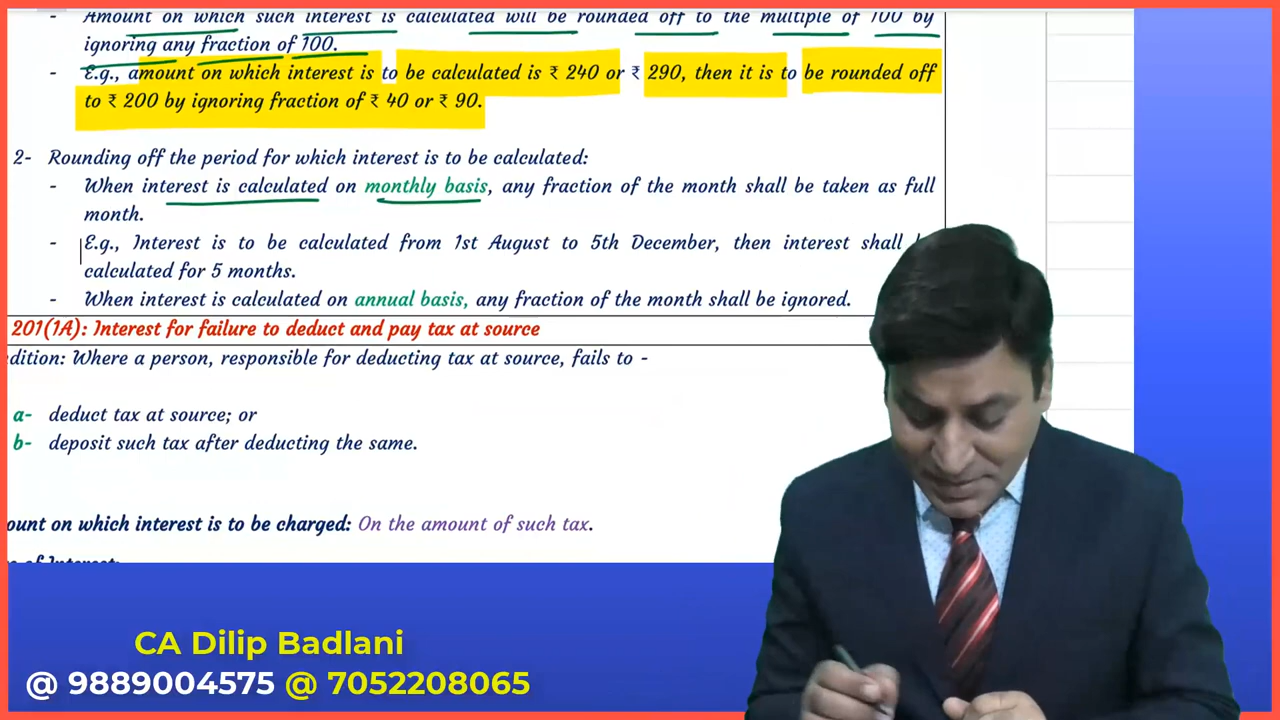 Amount on which such interest is calculated will be rounded off to the multiple of 100 by
ignoring any fraction of 100.
- E.g., amount on which interest is to be calculated is ₹ 240 or ₹ 290, then it is to be rounded off
to ₹ 200 by ignoring fraction of ₹ 40 or ₹ 90.
2- Rounding off the period for which interest is to be calculated:
- When interest is calculated on monthly basis, any fraction of the month shall be taken as full
month.
- E.g., Interest is to be calculated from 1st August to 5th December, then interest shall
calculated for 5 months.
- When interest is calculated on annual basis, any fraction of the month shall be ignored.
201(1A): Interest for failure to deduct and pay tax at source
dition: Where a person, responsible for deducting tax at source, fails to -
a- deduct tax at source; or
b- deposit such tax after deducting the same.
ount on which interest is to be charged: On the amount of such tax.
of Interest:
CA Dilip Badlani
@ 9889004575 @ 7052208065